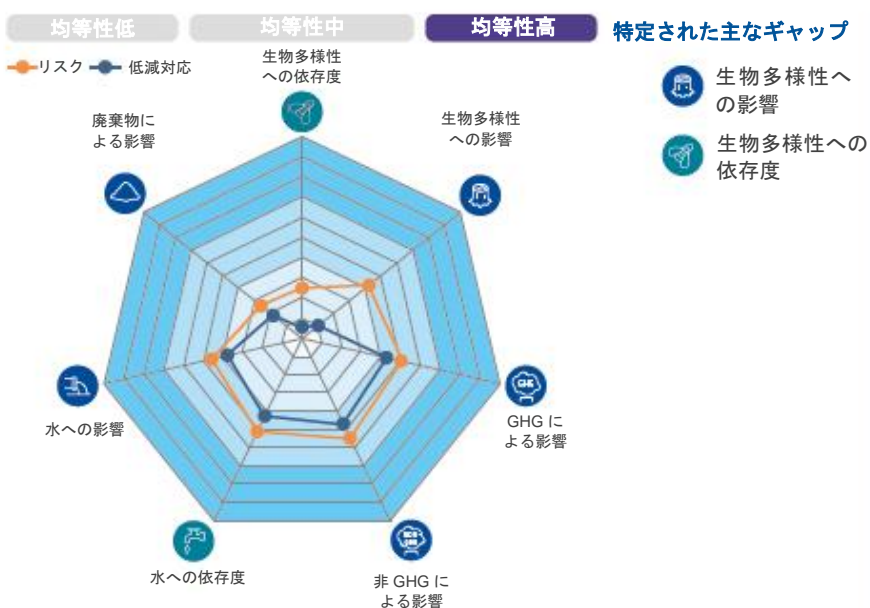 均等性低
均等性中
均等性高
特定された主なギャップ
リスク
低減対応
生物多様性
への依存度
生物多様性へ
の影響
廃棄物に
よる影響
生物多様性
への影響
生物多様性への
依存度
GHG
水への影響
GHG に
よる影響
水への依存度
非 GHG に
よる影響